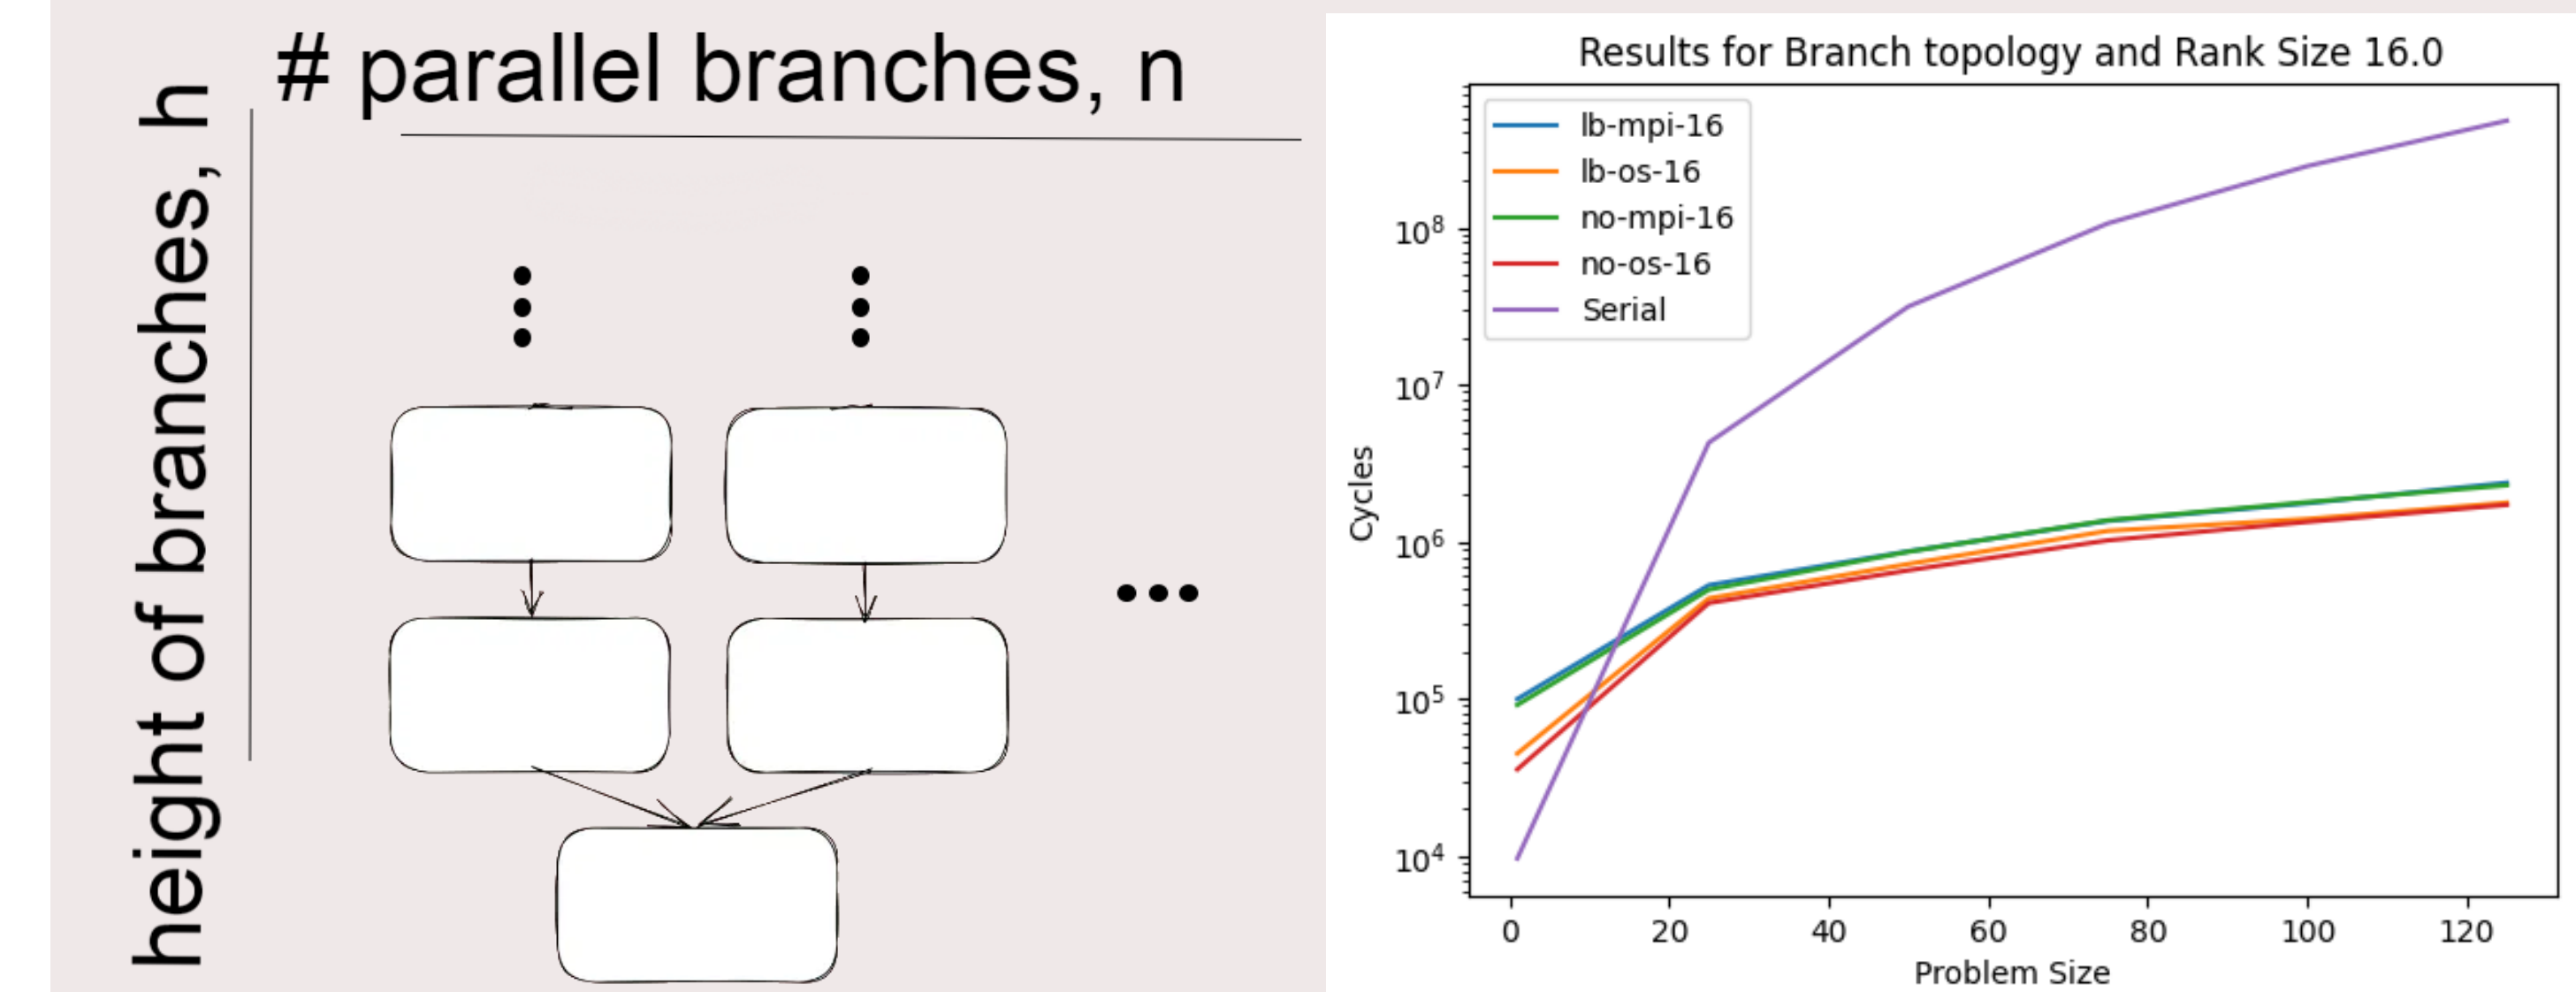 # parallel branches, n
height of branches, h
Results for Branch topology and Rank Size 16.0
lb-mpi-16
lb-os-16
no-mpi-16
no-os-16
Serial
Cycles
10^8
10^7
10^6
10^5
10^4
0 20 40 60 80 100 120
Problem Size